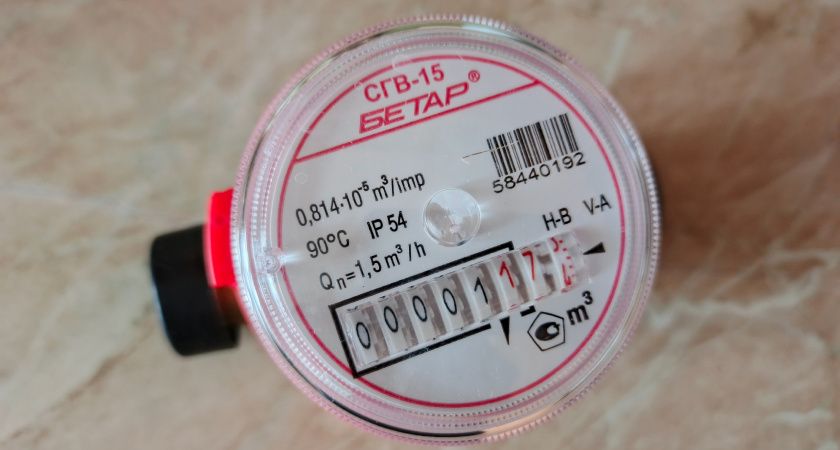 СГВ-15
БЕТАР®
58440192
0,814·10⁻⁵ m³/imp
90°C IP 54
H-B V-A
Qn=1,5 m³/h
0000117
m³